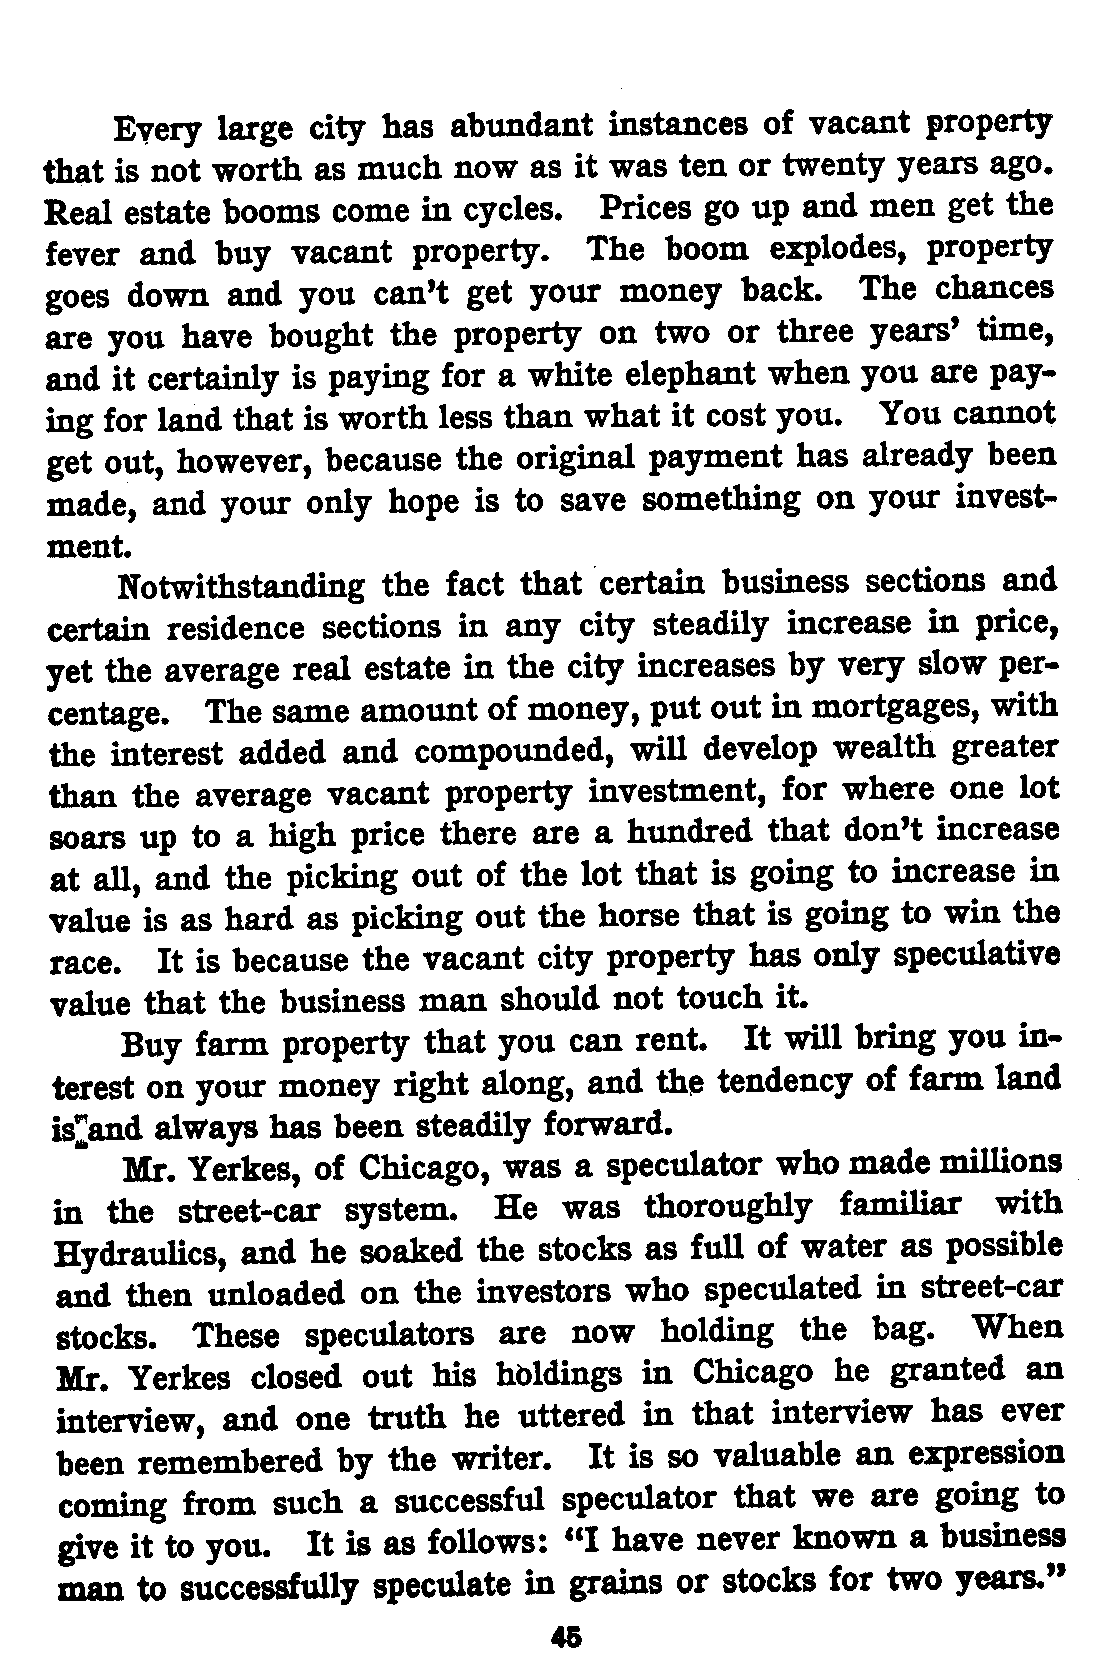 Every large city has abundant instances of vacant property
that is not worth as much now as it was ten or twenty years ago.
Real estate booms come in cycles. Prices go up and men get the
fever and buy vacant property. The boom explodes, property
goes down and you can't get your money back. The chances
are you have bought the property on two or three years' time,
and it certainly is paying for a white elephant when you are pay-
ing for land that is worth less than what it cost you. You cannot
get out, however, because the original payment has already been
made, and your only hope is to save something on your invest-
ment.
Notwithstanding the fact that certain business sections and
certain residence sections in any city steadily increase in price,
yet the average real estate in the city increases by very slow per-
centage. The same amount of money, put out in mortgages, with
the interest added and compounded, will develop wealth greater
than the average vacant property investment, for where one lot
soars up to a high price there are a hundred that don't increase
at all, and the picking out of the lot that is going to increase in
value is as hard as picking out the horse that is going to win the
race. It is because the vacant city property has only speculative
value that the business man should not touch it.
Buy farm property that you can rent. It will bring you in-
terest on your money right along, and the tendency of farm land
is and always has been steadily forward.
Mr. Yerkes, of Chicago, was a speculator who made millions
in the street-car system. He was thoroughly familiar with
Hydraulics, and he soaked the stocks as full of water as possible
and then unloaded on the investors who speculated in street-car
stocks. These speculators are now holding the bag. When
Mr. Yerkes closed out his holdings in Chicago he granted an
interview, and one truth he uttered in that interview has ever
been remembered by the writer. It is so valuable an expression
coming from such a successful speculator that we are going to
give it to you. It is as follows: "I have never known a business
man to successfully speculate in grains or stocks for two years."
45